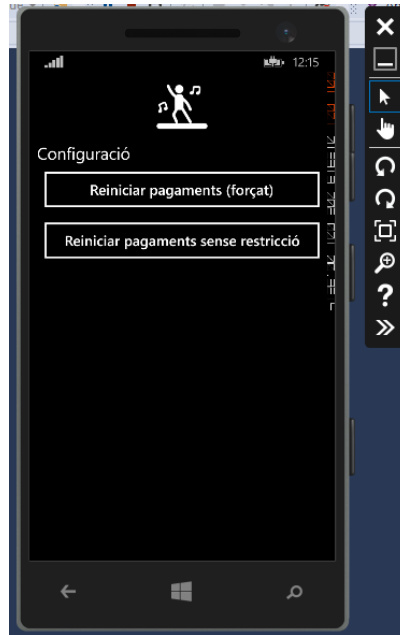 12:15
Configuració
Reiniciar pagaments (forçat)
Reiniciar pagaments sense restricció
?